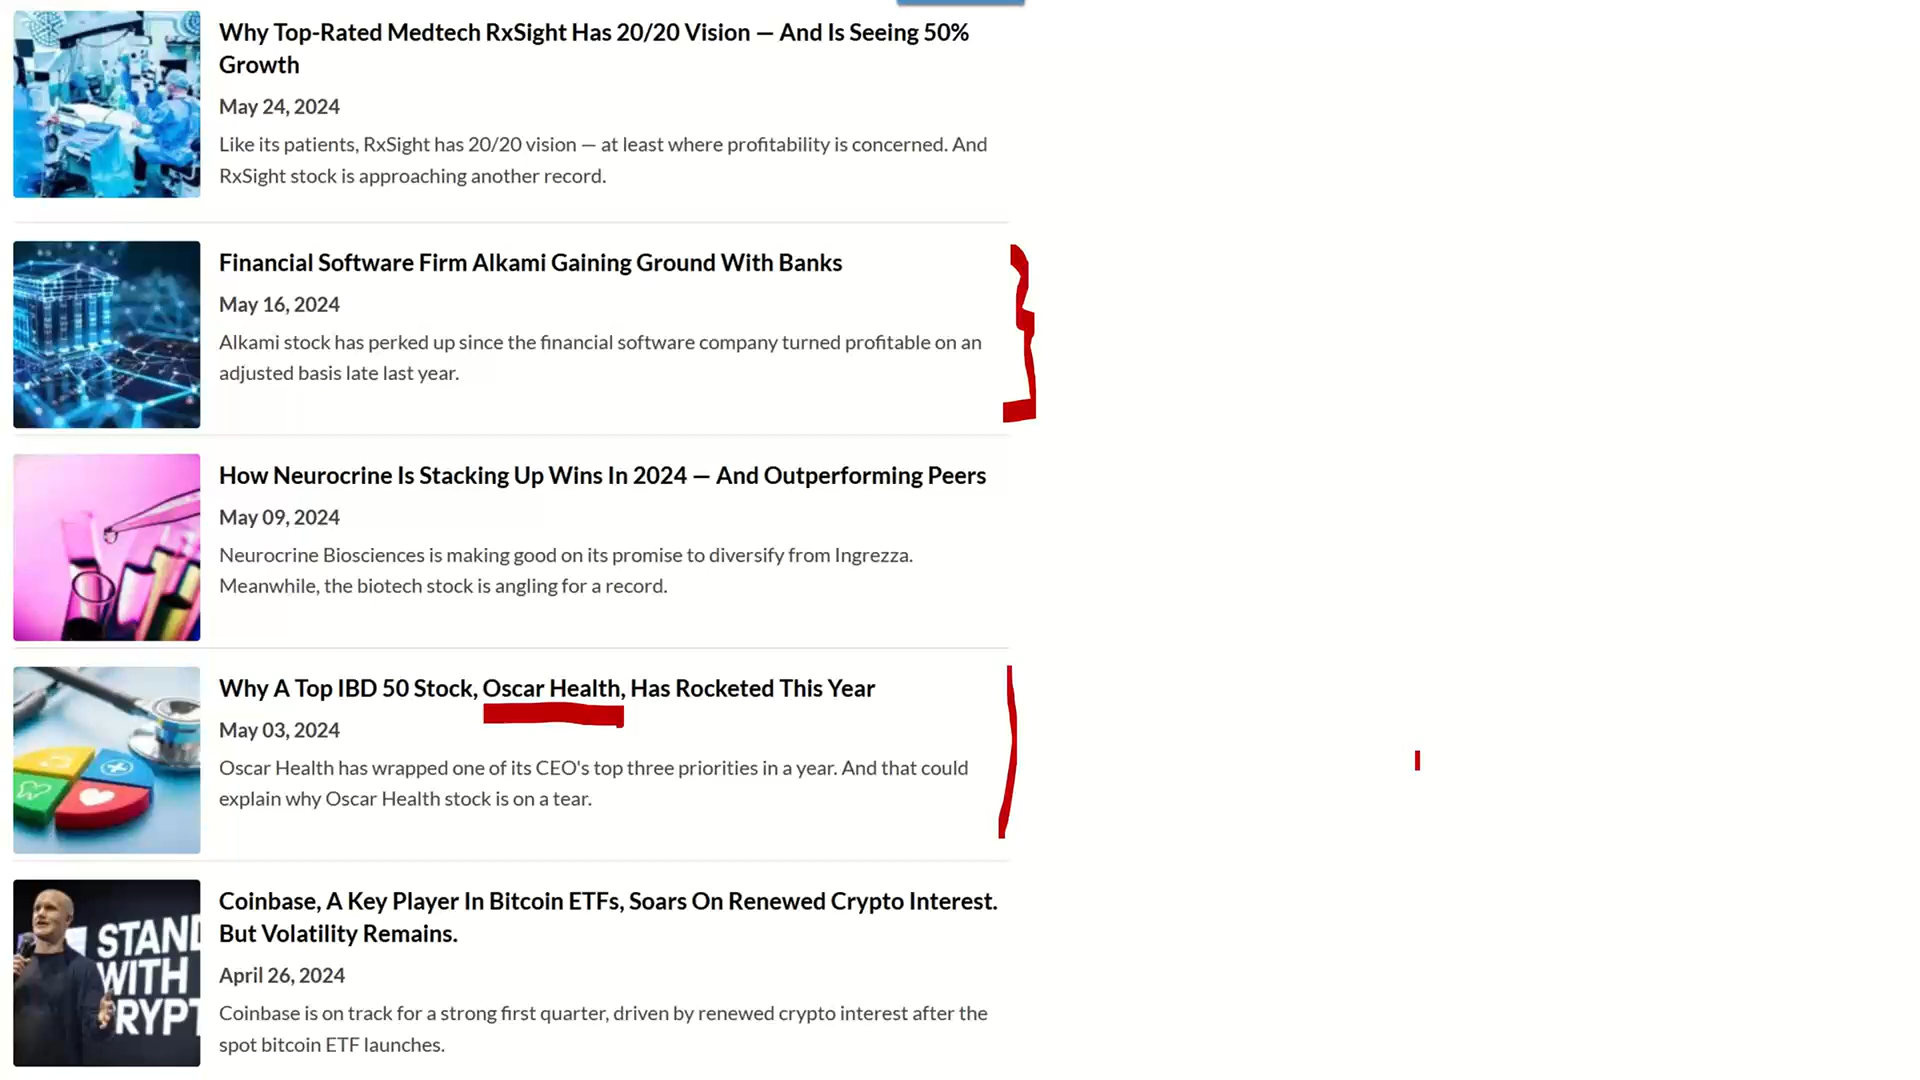 Why Top-Rated Medtech RxSight Has 20/20 Vision — And Is Seeing 50%
Growth
May 24, 2024
Like its patients, RxSight has 20/20 vision — at least where profitability is concerned. And
RxSight stock is approaching another record.
Financial Software Firm Alkami Gaining Ground With Banks
May 16, 2024
Alkami stock has perked up since the financial software company turned profitable on an
adjusted basis late last year.
How Neurocrine Is Stacking Up Wins In 2024 — And Outperforming Peers
May 09, 2024
Neurocrine Biosciences is making good on its promise to diversify from Ingrezza.
Meanwhile, the biotech stock is angling for a record.
Why A Top IBD 50 Stock, Oscar Health, Has Rocketed This Year
May 03, 2024
Oscar Health has wrapped one of its CEO's top three priorities in a year. And that could
explain why Oscar Health stock is on a tear.
Coinbase, A Key Player In Bitcoin ETFs, Soars On Renewed Crypto Interest.
But Volatility Remains.
April 26, 2024
Coinbase is on track for a strong first quarter, driven by renewed crypto interest after the
spot bitcoin ETF launches.
STAND
WITH
CRYPT